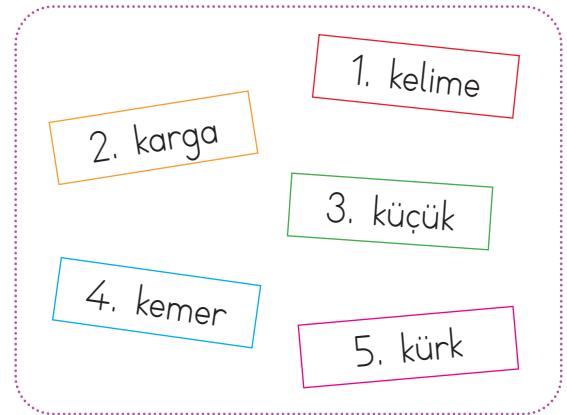 1. kelime
2. karga
3. küçük
4. kemer
5. kürk